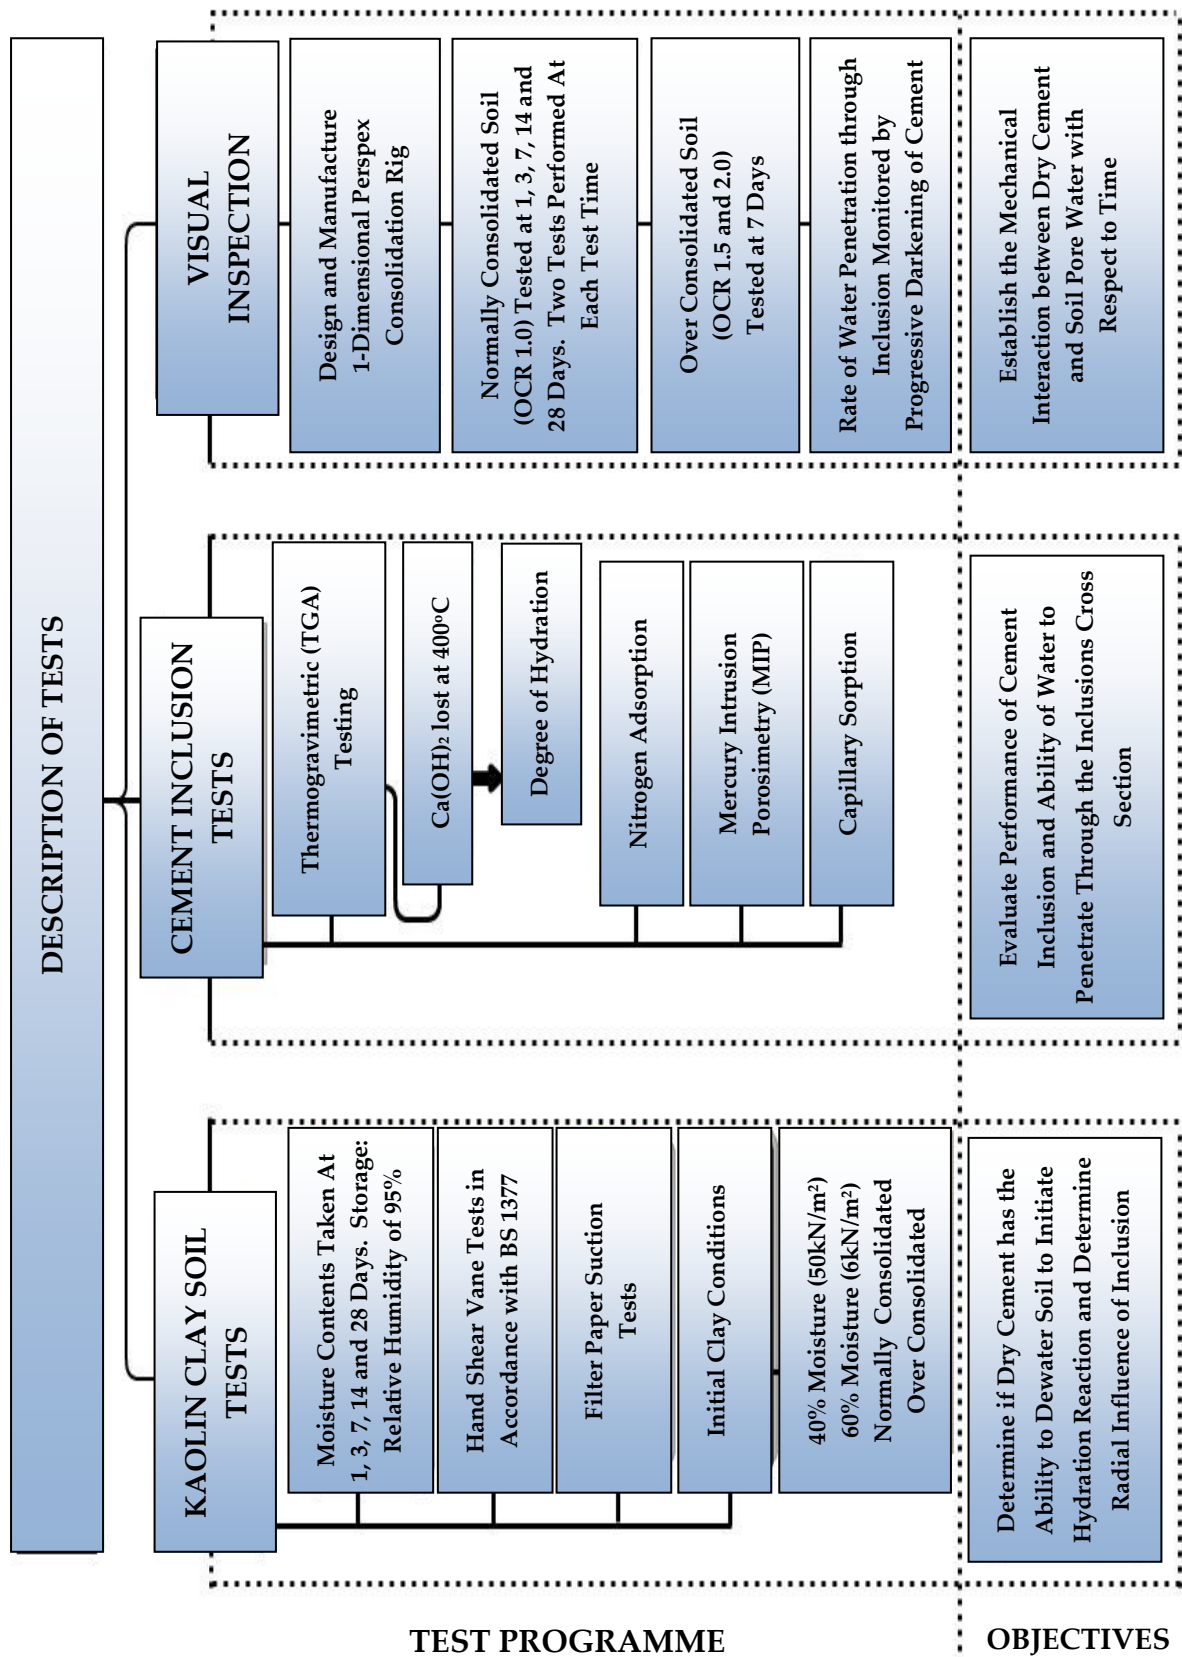 DESCRIPTION OF TESTS
KAOLIN CLAY SOIL
TESTS
Moisture Contents Taken At
1, 3, 7, 14 and 28 Days. Storage:
Relative Humidity of 95%
Hand Shear Vane Tests in
Accordance with BS 1377
Filter Paper Suction
Tests
Initial Clay Conditions
40% Moisture (50kN/m²)
60% Moisture (6kN/m²)
Normally Consolidated
Over Consolidated
Determine if Dry Cement has the
Ability to Dewater Soil to Initiate
Hydration Reaction and Determine
Radial Influence of Inclusion
CEMENT INCLUSION
TESTS
Thermogravimetric (TGA)
Testing
Ca(OH)₂ lost at 400ºC
Degree of Hydration
Nitrogen Adsorption
Mercury Intrusion
Porosimetry (MIP)
Capillary Sorption
Evaluate Performance of Cement
Inclusion and Ability of Water to
Penetrate Through the Inclusions Cross
Section
VISUAL
INSPECTION
Design and Manufacture
1-Dimensional Perspex
Consolidation Rig
Normally Consolidated Soil
(OCR 1.0) Tested at 1, 3, 7, 14 and
28 Days. Two Tests Performed At
Each Test Time
Over Consolidated Soil
(OCR 1.5 and 2.0)
Tested at 7 Days
Rate of Water Penetration through
Inclusion Monitored by
Progressive Darkening of Cement
Establish the Mechanical
Interaction between Dry Cement
and Soil Pore Water with
Respect to Time
TEST PROGRAMME
OBJECTIVES